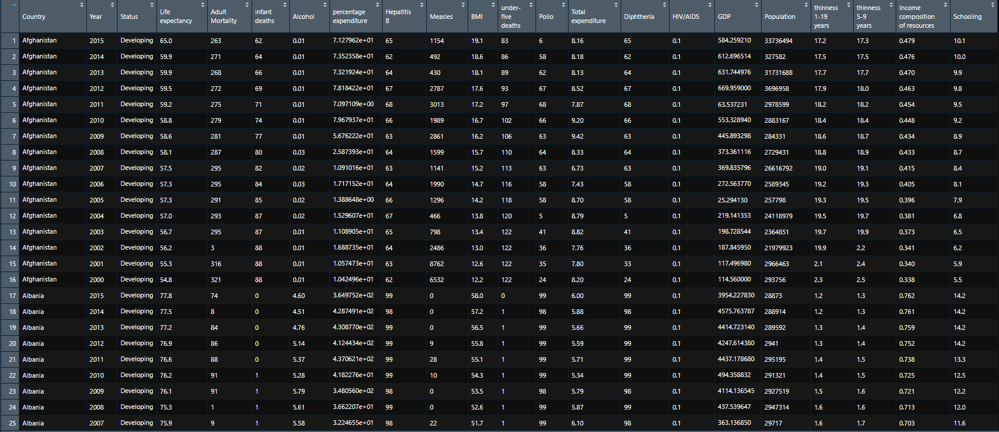 Country Year Status Life expectancy Adult Mortality infant deaths Alcohol percentage expenditure Hepatitis B Measles BMI under-five deaths Polio Total expenditure Diphtheria HIV/AIDS GDP Population thinness 1-19 years thinness 5-9 years Income composition of resources Schooling
1 Afghanistan 2015 Developing 65.0 263 62 0.01 7.127962e+01 65 1154 19.1 83 6 8.16 65 0.1 584.259210 33736494 17.2 17.3 0.479 10.1
2 Afghanistan 2014 Developing 59.9 271 64 0.01 7.352358e+01 62 492 18.6 86 58 8.18 62 0.1 612.696514 327582 17.5 17.5 0.476 10.0
3 Afghanistan 2013 Developing 59.9 268 66 0.01 7.321924e+01 64 430 18.1 89 62 8.13 64 0.1 631.744976 31731688 17.7 17.7 0.470 9.9
4 Afghanistan 2012 Developing 59.5 272 69 0.01 7.818422e+01 67 2787 17.6 93 67 8.52 67 0.1 669.959000 3696958 17.9 18.0 0.463 9.8
5 Afghanistan 2011 Developing 59.2 275 71 0.01 7.097109e+00 68 3013 17.2 97 68 7.87 68 0.1 63.537231 2978599 18.2 18.2 0.454 9.5
6 Afghanistan 2010 Developing 58.8 279 74 0.01 7.967937e+01 66 1989 16.7 102 66 9.20 66 0.1 553.328940 2883167 18.4 18.4 0.448 9.2
7 Afghanistan 2009 Developing 58.6 281 77 0.01 5.676222e+01 63 2861 16.2 106 63 9.42 63 0.1 445.893298 284331 18.6 18.7 0.434 8.9
8 Afghanistan 2008 Developing 58.1 287 80 0.03 2.587393e+01 64 1599 15.7 110 64 8.33 64 0.1 373.361116 2729431 18.8 18.9 0.433 8.7
9 Afghanistan 2007 Developing 57.5 295 82 0.02 1.091016e+01 63 1141 15.2 113 63 6.73 63 0.1 369.835796 26616792 19.0 19.1 0.415 8.4
10 Afghanistan 2006 Developing 57.3 295 84 0.03 1.717152e+01 64 1990 14.7 116 58 7.43 58 0.1 272.563770 2589345 19.2 19.3 0.405 8.1
11 Afghanistan 2005 Developing 57.3 291 85 0.02 1.388648e+00 66 1296 14.2 118 58 8.70 58 0.1 25.294130 257798 19.3 19.5 0.396 7.9
12 Afghanistan 2004 Developing 57.0 293 87 0.02 1.529607e+01 67 466 13.8 120 5 8.79 5 0.1 219.141353 24118979 19.5 19.7 0.381 6.8
13 Afghanistan 2003 Developing 56.7 295 87 0.01 1.108905e+01 65 798 13.4 122 41 8.82 41 0.1 198.728544 2364851 19.7 19.9 0.373 6.5
14 Afghanistan 2002 Developing 56.2 3 88 0.01 1.688735e+01 64 2486 13.0 122 36 7.76 36 0.1 187.845950 21979923 19.9 2.2 0.341 6.2
15 Afghanistan 2001 Developing 55.3 316 88 0.01 1.057473e+01 63 8762 12.6 122 35 7.80 33 0.1 117.496980 2966463 2.1 2.4 0.340 5.9
16 Afghanistan 2000 Developing 54.8 321 88 0.01 1.042496e+01 62 6532 12.2 122 24 8.20 24 0.1 114.560000 293756 2.3 2.5 0.338 5.5
17 Albania 2015 Developing 77.8 74 0 4.60 3.649752e+02 99 0 58.0 0 99 6.00 99 0.1 3954.227830 28873 1.2 1.3 0.762 14.2
18 Albania 2014 Developing 77.5 8 0 4.51 4.287491e+02 98 0 57.2 1 98 5.88 98 0.1 4575.763787 288914 1.2 1.3 0.761 14.2
19 Albania 2013 Developing 77.2 84 0 4.76 4.308770e+02 99 0 56.5 1 99 5.66 99 0.1 4414.723140 289592 1.3 1.4 0.759 14.2
20 Albania 2012 Developing 76.9 86 0 5.14 4.124434e+02 99 9 55.8 1 99 5.59 99 0.1 4247.614380 2941 1.3 1.4 0.752 14.2
21 Albania 2011 Developing 76.6 88 0 5.37 4.370621e+02 99 28 55.1 1 99 5.71 99 0.1 4437.178680 295195 1.4 1.5 0.738 13.3
22 Albania 2010 Developing 76.2 91 1 5.28 4.182276e+01 99 10 54.3 1 99 5.34 99 0.1 494.358832 291321 1.4 1.5 0.725 12.5
23 Albania 2009 Developing 76.1 91 1 5.79 3.480560e+02 98 0 53.5 1 98 5.79 98 0.1 4114.136545 2927519 1.5 1.6 0.721 12.2
24 Albania 2008 Developing 75.3 1 1 5.61 3.662207e+01 99 0 52.6 1 99 5.87 99 0.1 437.539647 2947314 1.6 1.6 0.713 12.0
25 Albania 2007 Developing 75.9 9 1 5.58 3.224655e+01 98 22 51.7 1 99 6.10 98 0.1 363.136850 29717 1.6 1.7 0.703 11.6